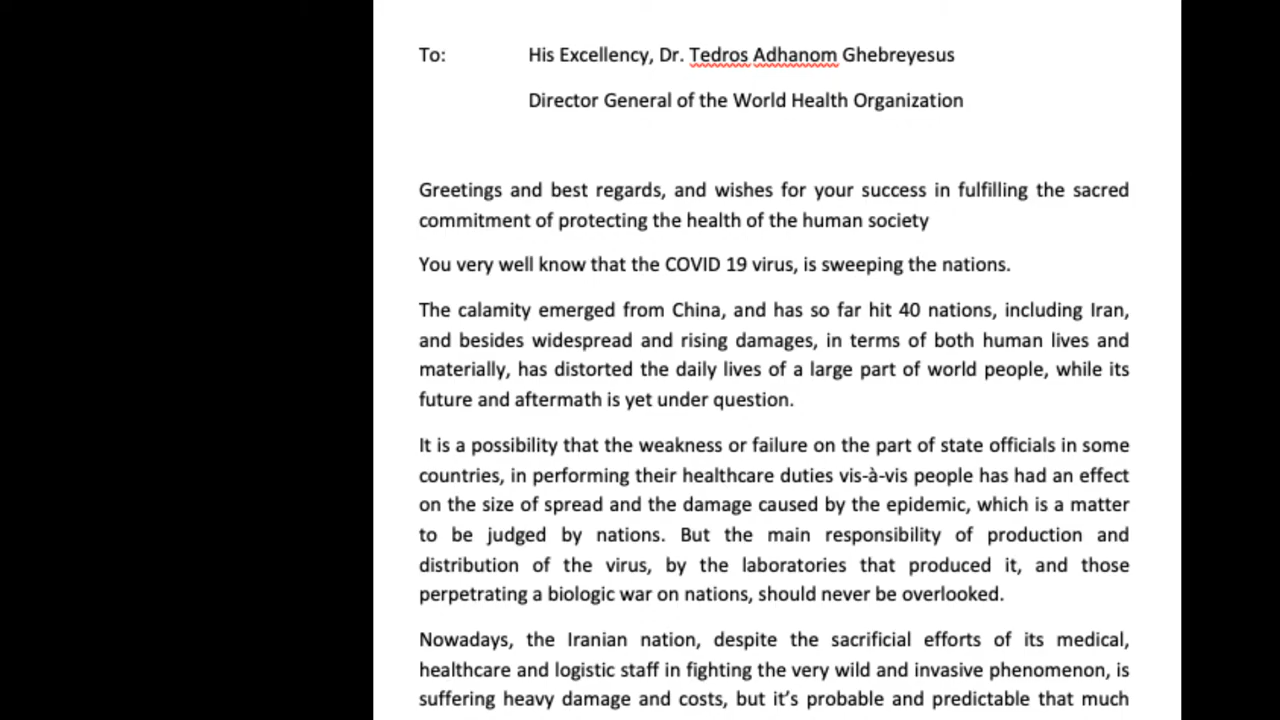 To: His Excellency, Dr. Tedros Adhanom Ghebreyesus
Director General of the World Health Organization
Greetings and best regards, and wishes for your success in fulfilling the sacred
commitment of protecting the health of the human society
You very well know that the COVID 19 virus, is sweeping the nations.
The calamity emerged from China, and has so far hit 40 nations, including Iran,
and besides widespread and rising damages, in terms of both human lives and
materially, has distorted the daily lives of a large part of world people, while its
future and aftermath is yet under question.
It is a possibility that the weakness or failure on the part of state officials in some
countries, in performing their healthcare duties vis-à-vis people has had an effect
on the size of spread and the damage caused by the epidemic, which is a matter
to be judged by nations. But the main responsibility of production and
distribution of the virus, by the laboratories that produced it, and those
perpetrating a biologic war on nations, should never be overlooked.
Nowadays, the Iranian nation, despite the sacrificial efforts of its medical,
healthcare and logistic staff in fighting the very wild and invasive phenomenon, is
suffering heavy damage and costs, but it's probable and predictable that much